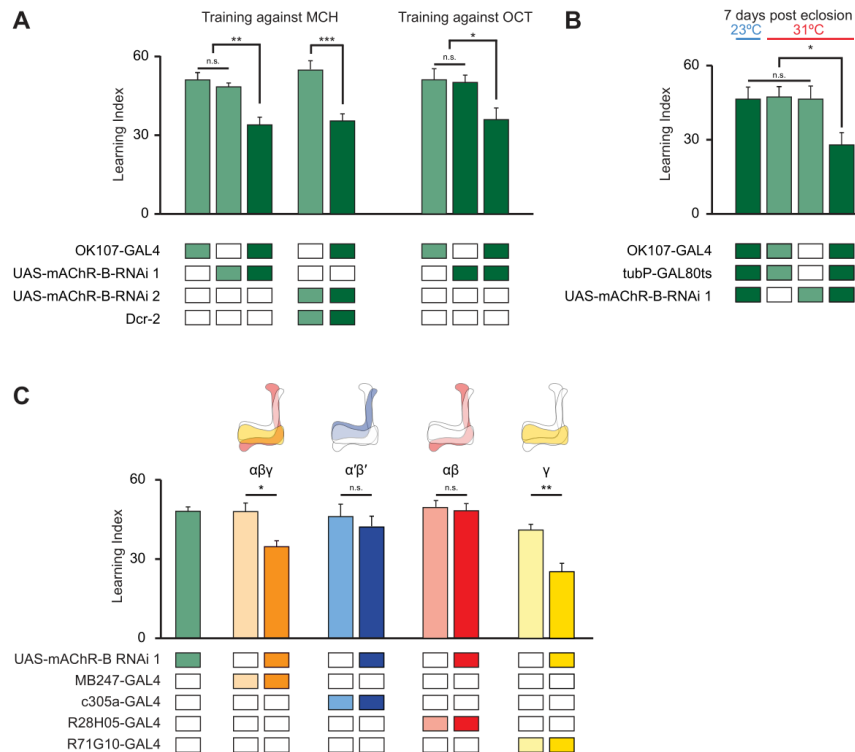 A
Training against MCH
Training against OCT
**
***
*
n.s.
n.s.
60
30
0
Learning Index
OK107-GAL4
UAS-mAChR-B-RNAi 1
UAS-mAChR-B-RNAi 2
Dcr-2
B
7 days post eclosion
23ºC
31ºC
*
n.s.
60
30
0
Learning Index
OK107-GAL4
tubP-GAL80ts
UAS-mAChR-B-RNAi 1
C
αβγ
α'β'
αβ
γ
*
n.s.
n.s.
**
60
30
0
Learning Index
UAS-mAChR-B RNAi 1
MB247-GAL4
c305a-GAL4
R28H05-GAL4
R71G10-GAL4